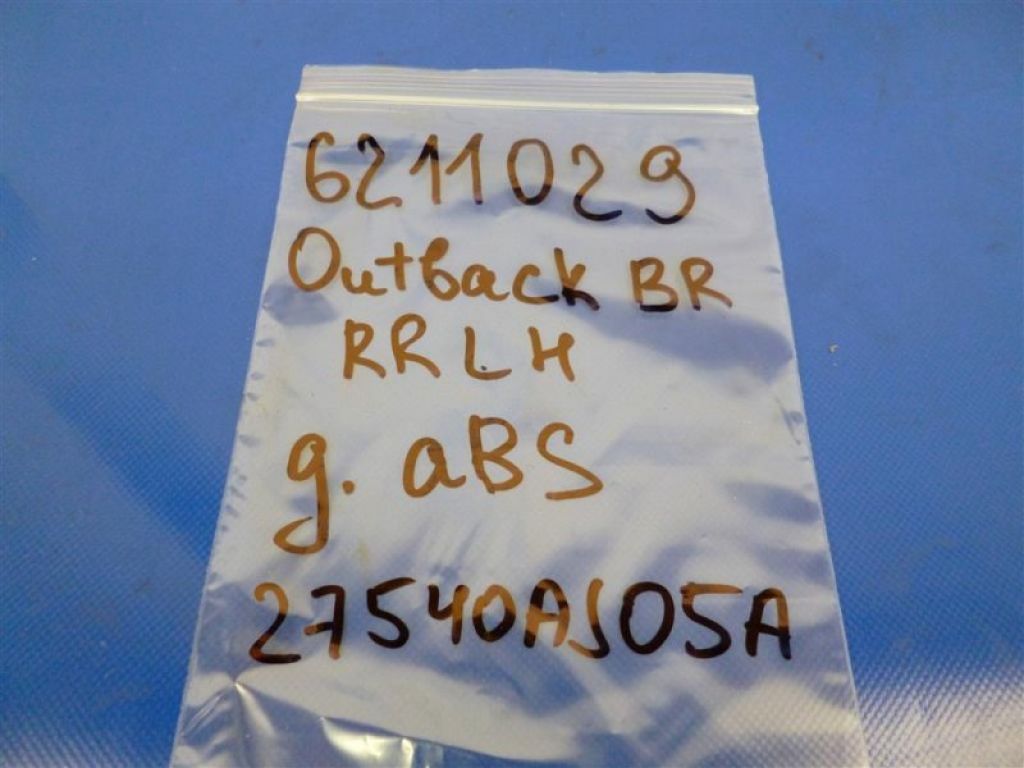 6211029
Outback BR
RR LH
g. aBS
27540AJ05A